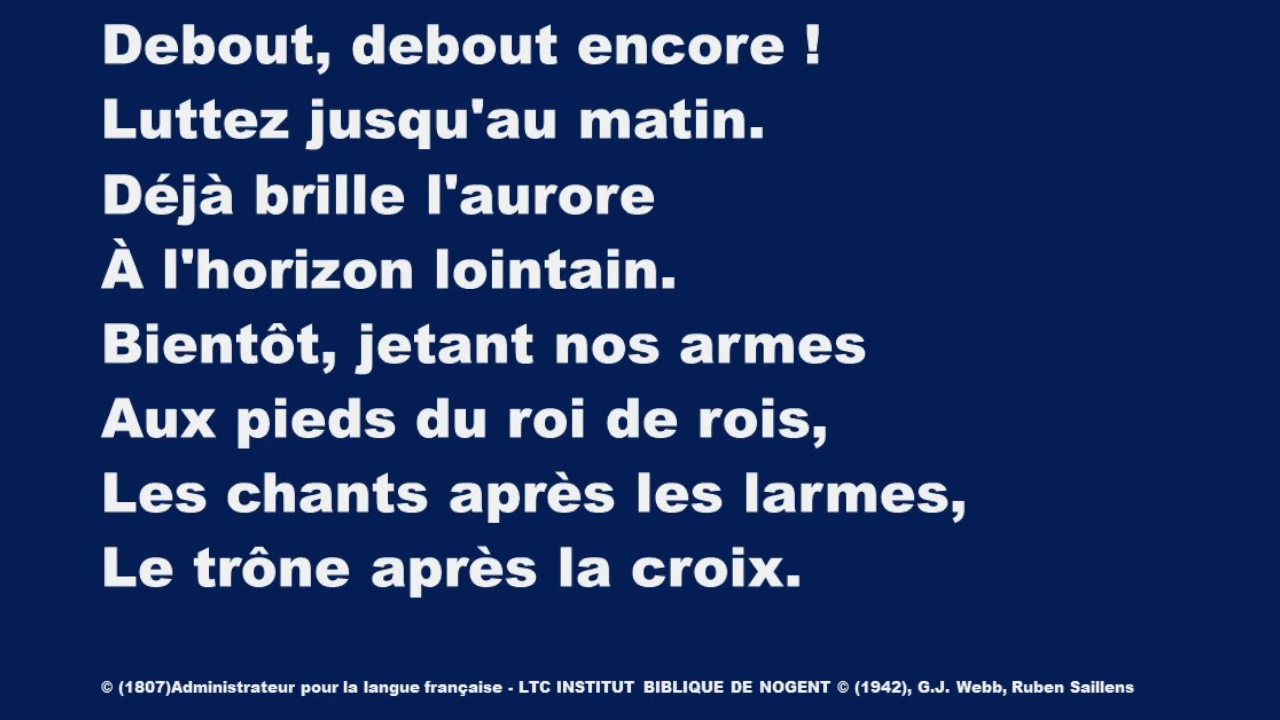 Debout, debout encore !
Luttez jusqu'au matin.
Déjà brille l'aurore
À l'horizon lointain.
Bientôt, jetant nos armes
Aux pieds du roi de rois,
Les chants après les larmes,
Le trône après la croix.
© (1807)Administrateur pour la langue française - LTC INSTITUT BIBLIQUE DE NOGENT © (1942), G.J. Webb, Ruben Saillens